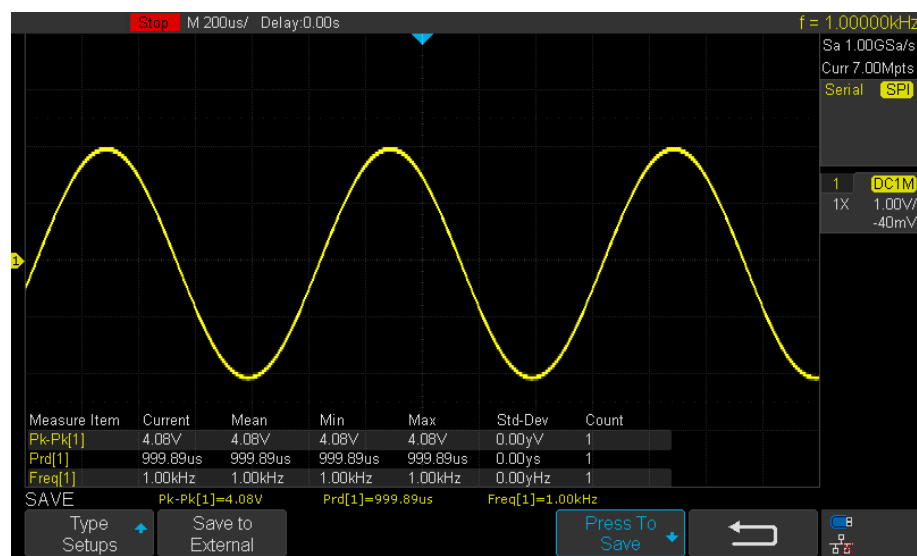 Stop M 200us/ Delay:0.00s f = 1.00000kHz
Sa 1.00GSa/s
Curr 7.00Mpts
Serial SPI
1 DC1M
1X 1.00V/
-40mV
1
Measure Item Current Mean Min Max Std-Dev Count
Pk-Pk[1] 4.08V 4.08V 4.08V 4.08V 0.00yV 1
Prd[1] 999.89us 999.89us 999.89us 999.89us 0.00ys 1
Freq[1] 1.00kHz 1.00kHz 1.00kHz 1.00kHz 0.00yHz 1
SAVE Pk-Pk[1]=4.08V Prd[1]=999.89us Freq[1]=1.00kHz
Type Save to Press To
Setups External Save